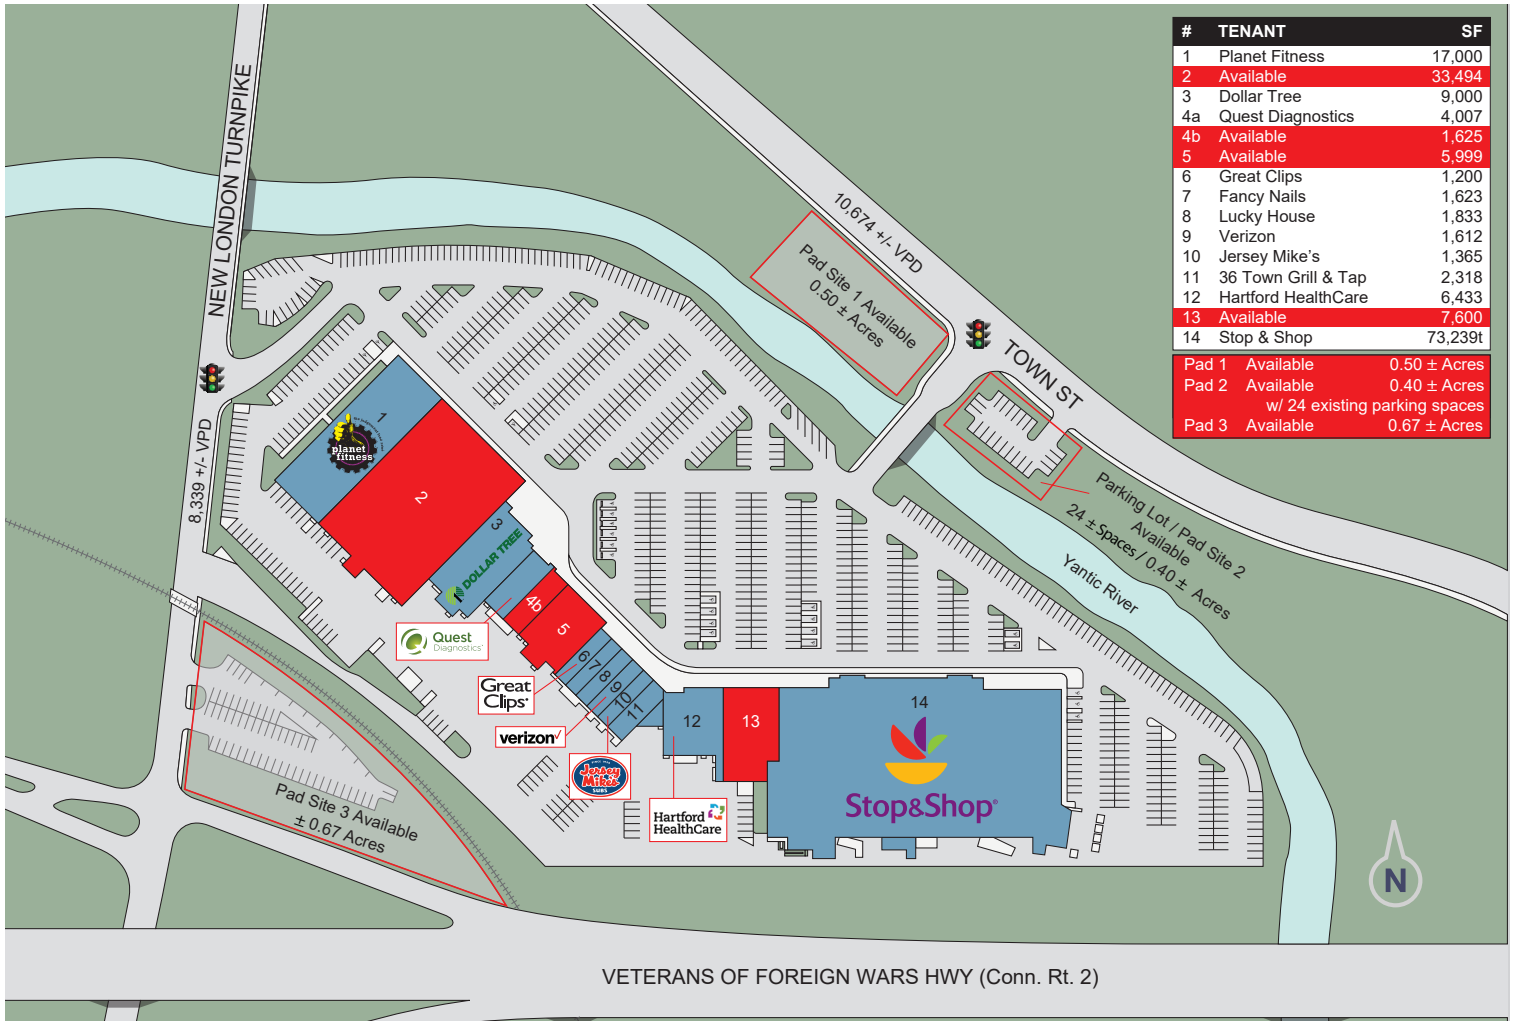 # TENANT SF
1 Planet Fitness 17,000
2 Available 33,494
3 Dollar Tree 9,000
4a Quest Diagnostics 4,007
4b Available 1,625
5 Available 5,999
6 Great Clips 1,200
7 Fancy Nails 1,623
8 Lucky House 1,833
9 Verizon 1,612
10 Jersey Mike's 1,365
11 36 Town Grill & Tap 2,318
12 Hartford HealthCare 6,433
13 Available 7,600
14 Stop & Shop 73,239t
Pad 1 Available 0.50 ± Acres
Pad 2 Available 0.40 ± Acres
w/ 24 existing parking spaces
Pad 3 Available 0.67 ± Acres
NEW LONDON TURNPIKE
8,339 +/- VPD
10,674 +/- VPD
TOWN ST
Pad Site 1 Available
0.50 ± Acres
Parking Lot / Pad Site 2
Available
24 ± Spaces / 0.40 ± Acres
Yantic River
1
planet
fitness
2
3
DOLLAR TREE
4b
5
Quest
Diagnostics
6
7
8
9
10
11
Great
Clips
verizon
SINCE 1956
Jersey
Mike's
SUBS
12
13
14
Hartford
HealthCare
Stop&Shop
Pad Site 3 Available
± 0.67 Acres
N
VETERANS OF FOREIGN WARS HWY (Conn. Rt. 2)